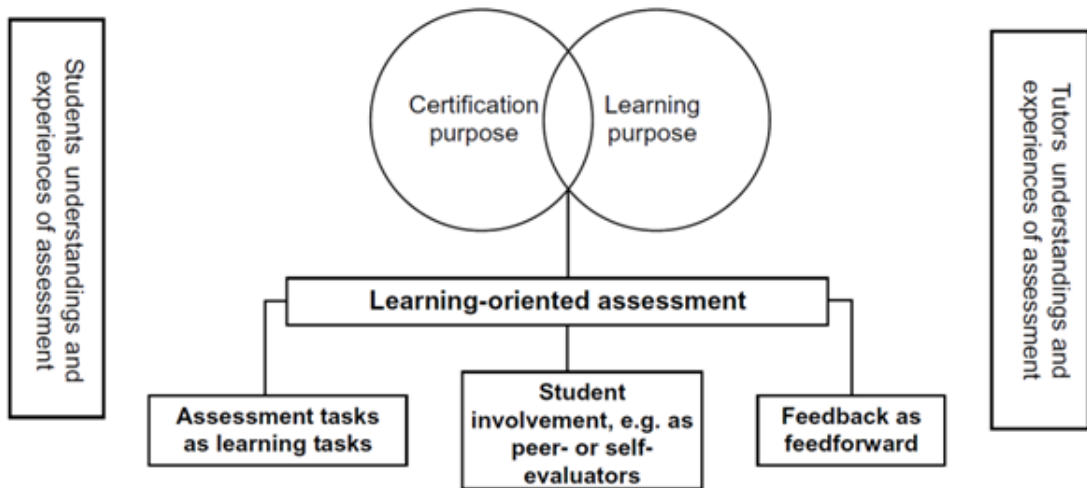 Students understandings and
experiences of assessment
Certification
purpose
Learning
purpose
Tutors understandings and
experiences of assessment
Learning-oriented assessment
Assessment tasks
as learning tasks
Student
involvement, e.g. as
peer- or self-
evaluators
Feedback as
feedforward